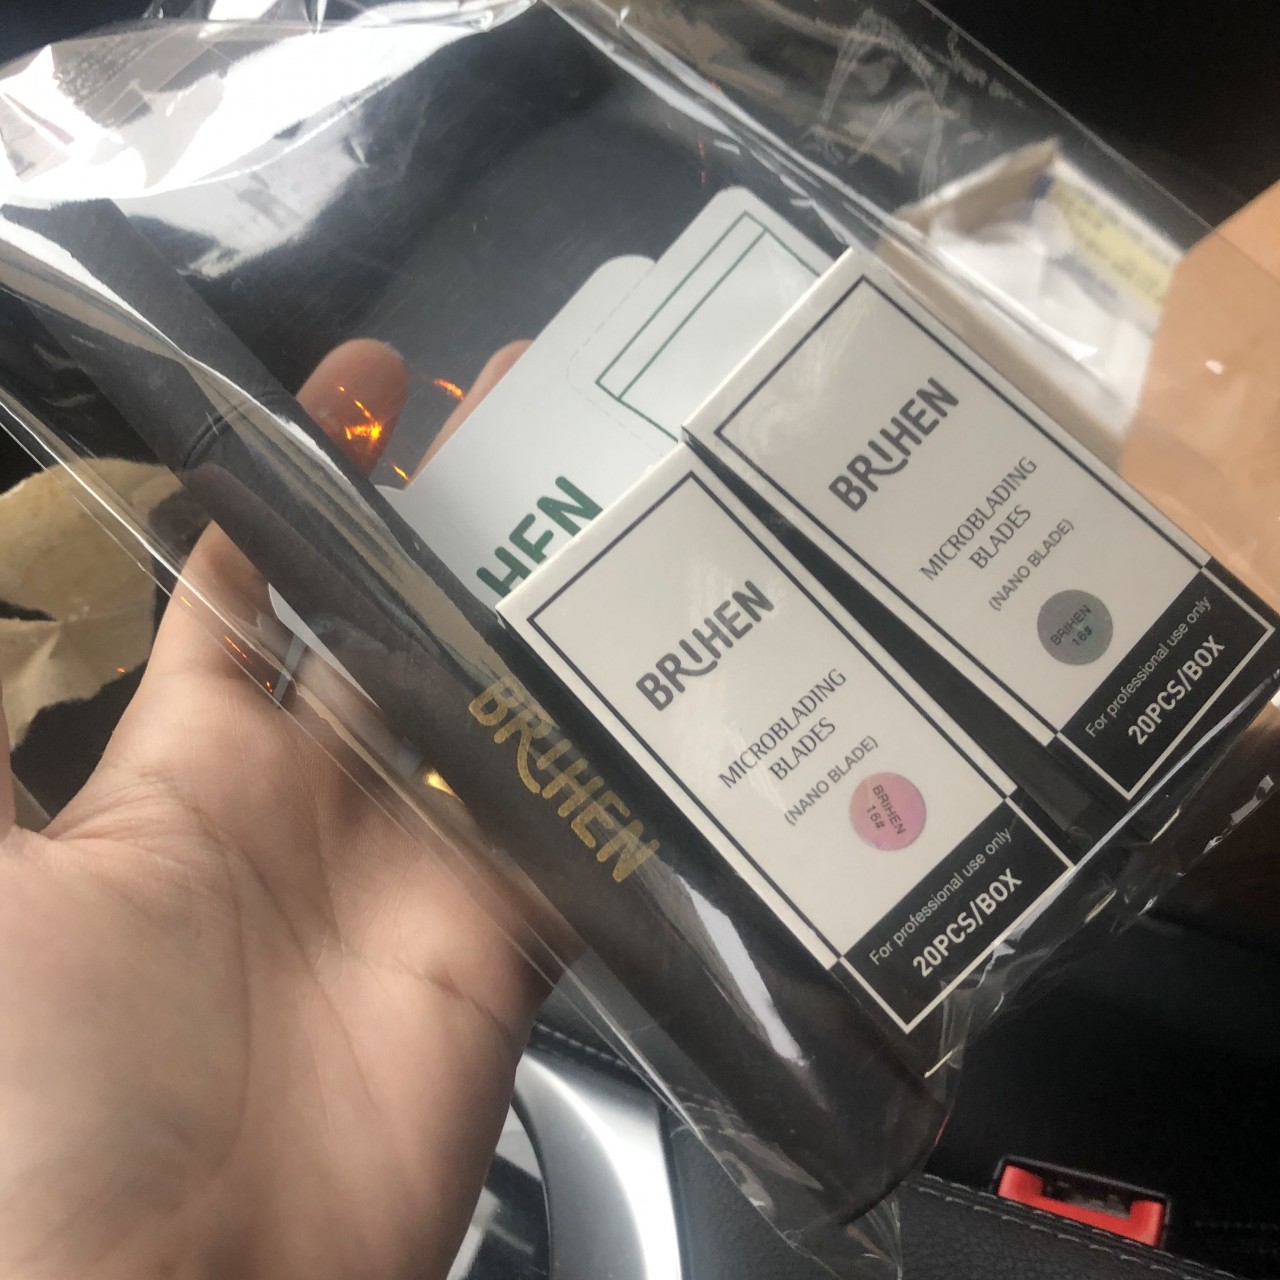 HEN
BRIHEN
BRIHEN
MICROBLADING
BLADES
(NANO BLADE)
BRIHEN
16#
For professional use only
20PCS/BOX
BRIHEN
MICROBLADING
BLADES
(NANO BLADE)
BRIHEN
16#
For professional use only
20PCS/BOX